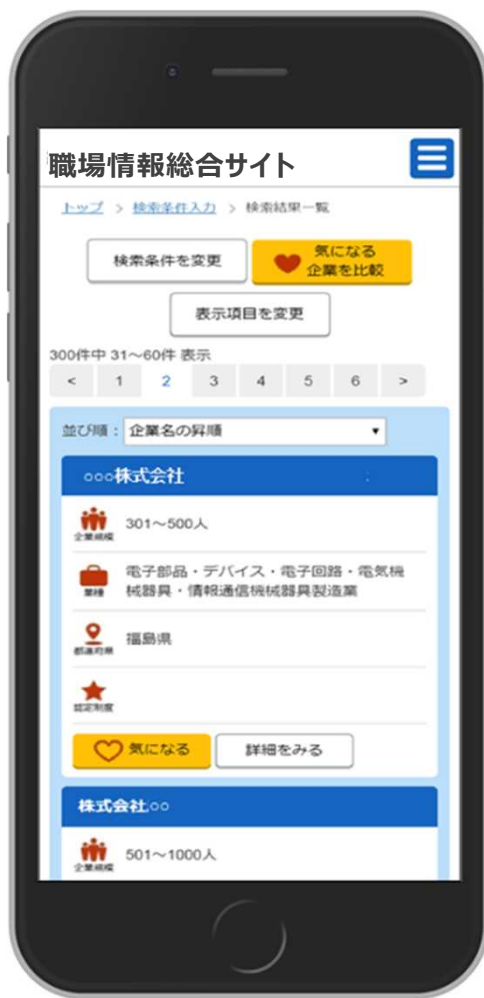 職場情報総合サイト
トップ > 検索条件入力 > 検索結果一覧
検索条件を変更
気になる
企業を比較
表示項目を変更
300件中 31～60件 表示
< 1 2 3 4 5 6 >
並び順：企業名の昇順
○○○株式会社
企業規模
301～500人
業種
電子部品・デバイス・電子回路・電気機
械器具・情報通信機械器具製造業
都道府県
福島県
認定制度
気になる
詳細をみる
株式会社○○
企業規模
501～1000人